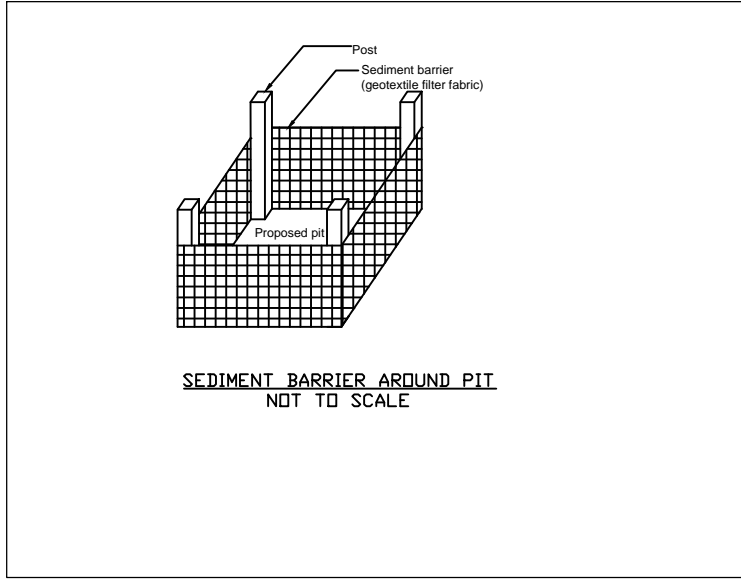 Post
Sediment barrier
(geotextile filter fabric)
Proposed pit
SEDIMENT BARRIER AROUND PIT
NOT TO SCALE